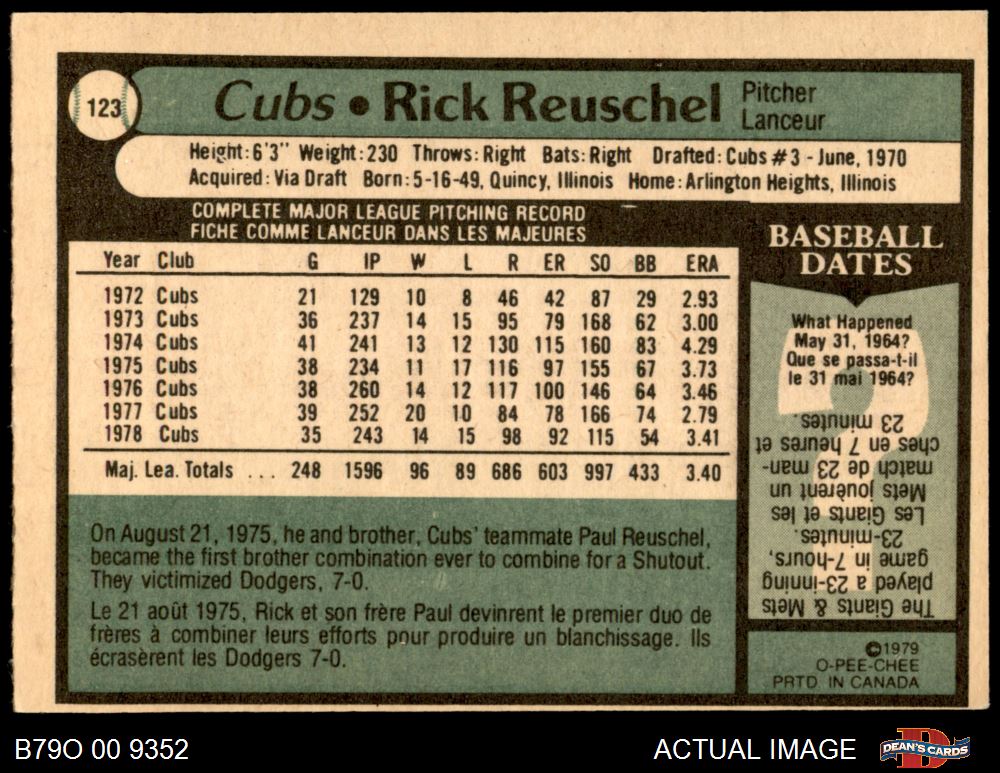 123
Cubs • Rick Reuschel
Pitcher
Lanceur
Height: 6'3" Weight: 230 Throws: Right Bats: Right Drafted: Cubs #3 - June, 1970
Acquired: Via Draft Born: 5-16-49, Quincy, Illinois Home: Arlington Heights, Illinois
COMPLETE MAJOR LEAGUE PITCHING RECORD
FICHE COMME LANCEUR DANS LES MAJEURES
Year Club G IP W L R ER SO BB ERA
1972 Cubs 21 129 10 8 46 42 87 29 2.93
1973 Cubs 36 237 14 15 95 79 168 62 3.00
1974 Cubs 41 241 13 12 130 115 160 83 4.29
1975 Cubs 38 234 11 17 116 97 155 67 3.73
1976 Cubs 38 260 14 12 117 100 146 64 3.46
1977 Cubs 39 252 20 10 84 78 166 74 2.79
1978 Cubs 35 243 14 15 98 92 115 54 3.41
Maj. Lea. Totals ... 248 1596 96 89 686 603 997 433 3.40
On August 21, 1975, he and brother, Cubs' teammate Paul Reuschel,
became the first brother combination ever to combine for a Shutout.
They victimized Dodgers, 7-0.
Le 21 août 1975, Rick et son frère Paul devinrent le premier duo de
frères à combiner leurs efforts pour produire un blanchissage. Ils
écrasèrent les Dodgers 7-0.
BASEBALL
DATES
What Happened
May 31, 1964?
Que se passa-t-il
le 31 mai 1964?
The Giants & Mets
played a 23-inning
game in 7-hours,
23-minutes.
Les Giants et les
Mets jouèrent un
match de 23 man-
ches en 7 heures et
23 minutes.
©1979
O-PEE-CHEE
PRTD IN CANADA
B79O 00 9352
ACTUAL IMAGE
DEAN'S CARDS